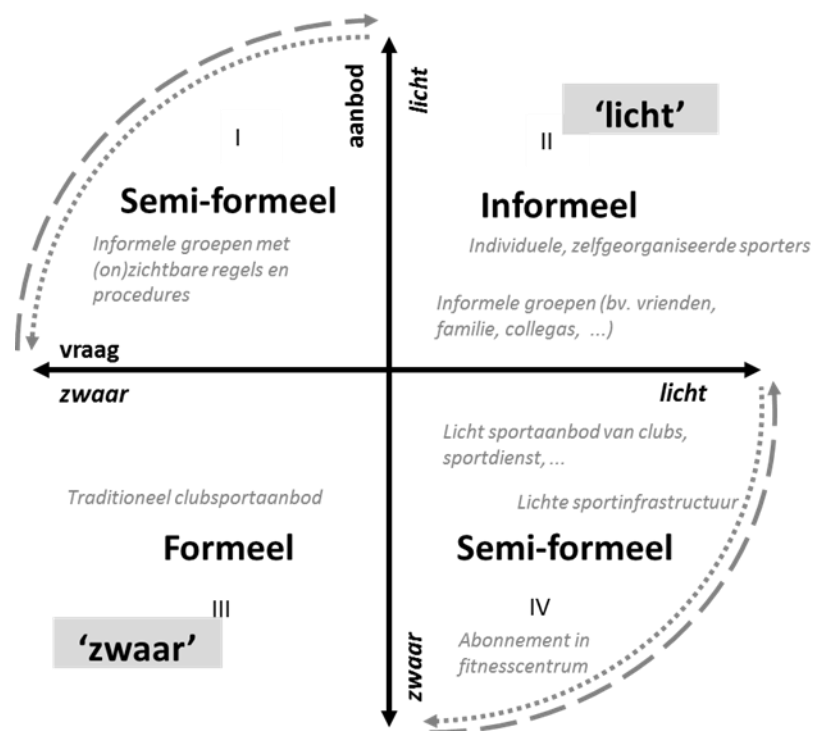 aanbod
licht
'licht'
I
II
Semi-formeel
Informeel
Informele groepen met
(on)zichtbare regels en
procedures
Individuele, zelfgeorganiseerde sporters
Informele groepen (bv. vrienden,
familie, collegas, ...)
vraag
zwaar
licht
Licht sportaanbod van clubs,
sportdienst, ...
Traditioneel clubsportaanbod
Lichte sportinfrastructuur
Formeel
Semi-formeel
III
IV
'zwaar'
zwaar
Abonnement in
fitnesscentrum